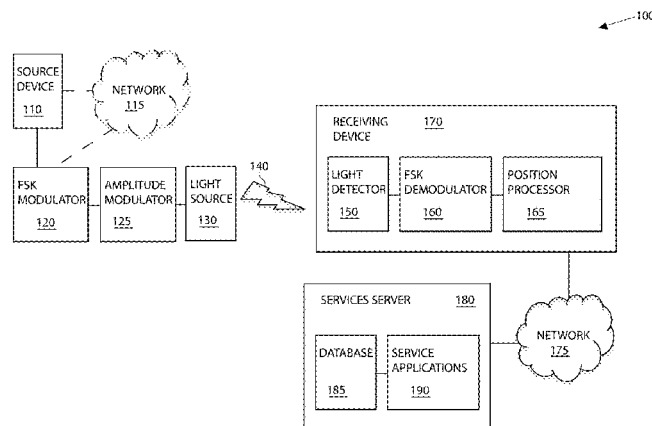 100
SOURCE
DEVICE
110
NETWORK
115
FSK
MODULATOR
120
AMPLITUDE
MODULATOR
125
LIGHT
SOURCE
130
140
RECEIVING
DEVICE
170
LIGHT
DETECTOR
150
FSK
DEMODULATOR
160
POSITION
PROCESSOR
165
SERVICES SERVER
180
DATABASE
185
SERVICE
APPLICATIONS
190
NETWORK
175